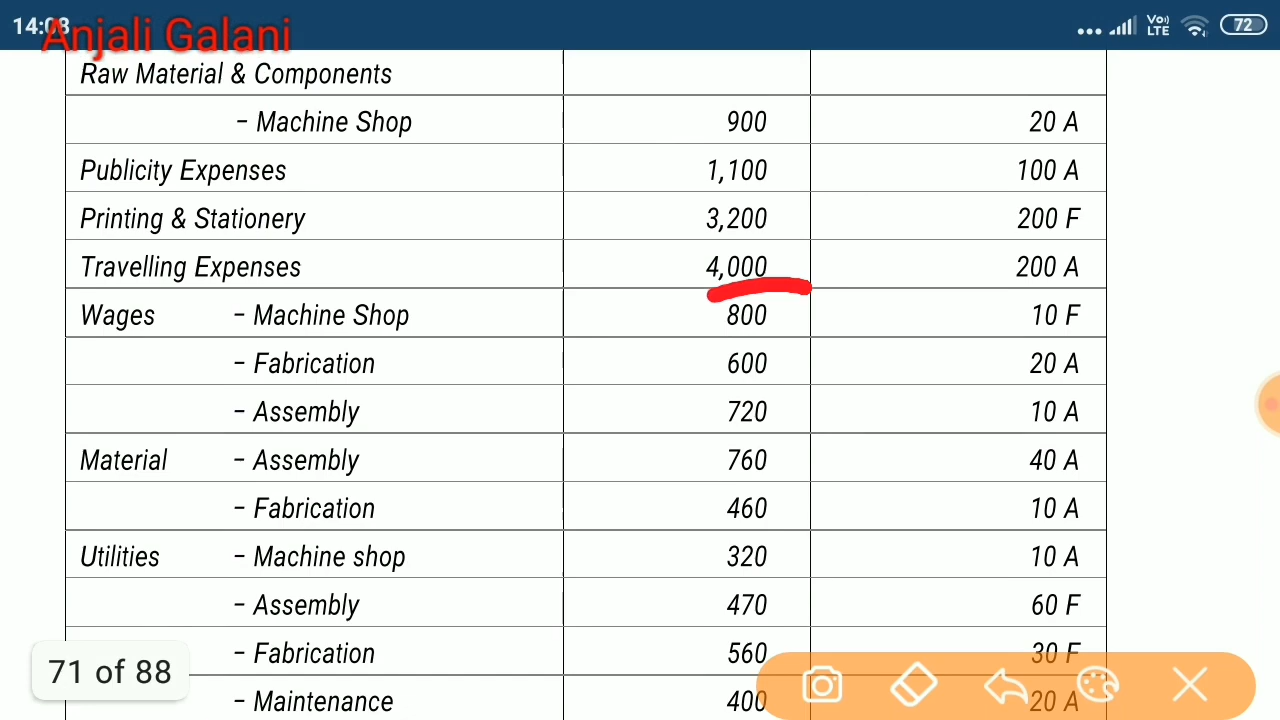 14:08
Anjali Galani
Vo)) LTE
72
Raw Material & Components
– Machine Shop 900 20 A
Publicity Expenses 1,100 100 A
Printing & Stationery 3,200 200 F
Travelling Expenses 4,000 200 A
Wages – Machine Shop 800 10 F
– Fabrication 600 20 A
– Assembly 720 10 A
Material – Assembly 760 40 A
– Fabrication 460 10 A
Utilities – Machine shop 320 10 A
– Assembly 470 60 F
– Fabrication 560 30 F
– Maintenance 400 20 A
71 of 88